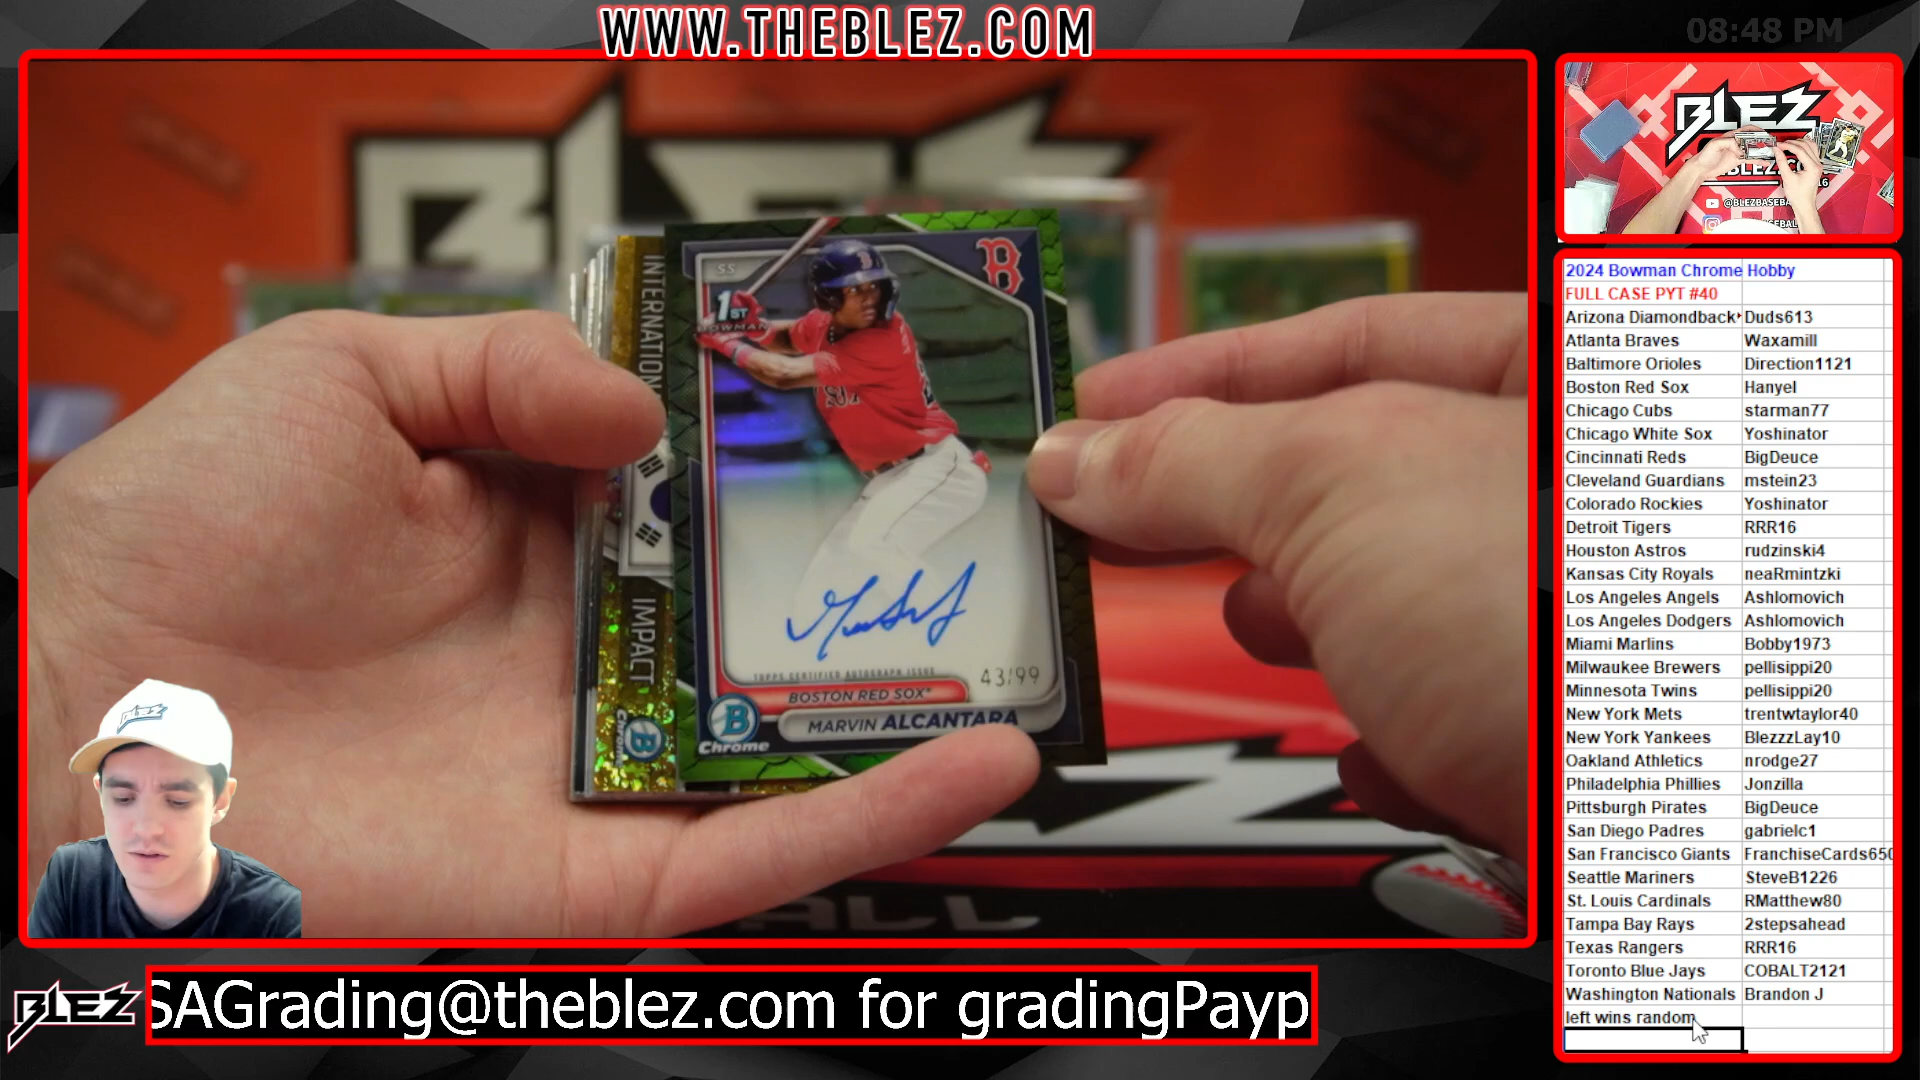 WWW.THEBLEZ.COM
08:48 PM
BLEZ
@BLEZBASEBA
INTERNATION
IMPACT
Chrome
SS
1ST
BOWMAN
B
TOPPS CERTIFIED AUTOGRAPH ISSUE
43/99
BOSTON RED SOX
MARVIN ALCANTARA
B
Chrome
2024 Bowman Chrome Hobby
FULL CASE PYT #40
Arizona Diamondback Duds613
Atlanta Braves Waxamill
Baltimore Orioles Direction1121
Boston Red Sox Hanyel
Chicago Cubs starman77
Chicago White Sox Yoshinator
Cincinnati Reds BigDeuce
Cleveland Guardians mstein23
Colorado Rockies Yoshinator
Detroit Tigers RRR16
Houston Astros rudzinski4
Kansas City Royals neaRmintzki
Los Angeles Angels Ashlomovich
Los Angeles Dodgers Ashlomovich
Miami Marlins Bobby1973
Milwaukee Brewers pellisippi20
Minnesota Twins pellisippi20
New York Mets trentwtaylor40
New York Yankees BlezzzLay10
Oakland Athletics nrodge27
Philadelphia Phillies Jonzilla
Pittsburgh Pirates BigDeuce
San Diego Padres gabrielc1
San Francisco Giants FranchiseCards650
Seattle Mariners SteveB1226
St. Louis Cardinals RMatthew80
Tampa Bay Rays 2stepsahead
Texas Rangers RRR16
Toronto Blue Jays COBALT2121
Washington Nationals Brandon J
left wins random
BLEZ
SAGrading@theblez.com for gradingPayp